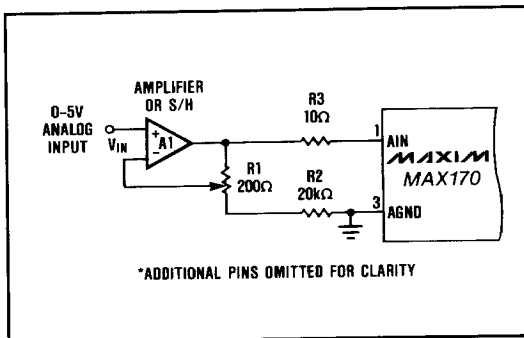 AMPLIFIER
OR S/H
0–5V
ANALOG
INPUT
VIN
+
A1
−
R3
10Ω
1
AIN
MAXIM
MAX170
R1
200Ω
R2
20kΩ
3
AGND
*ADDITIONAL PINS OMITTED FOR CLARITY